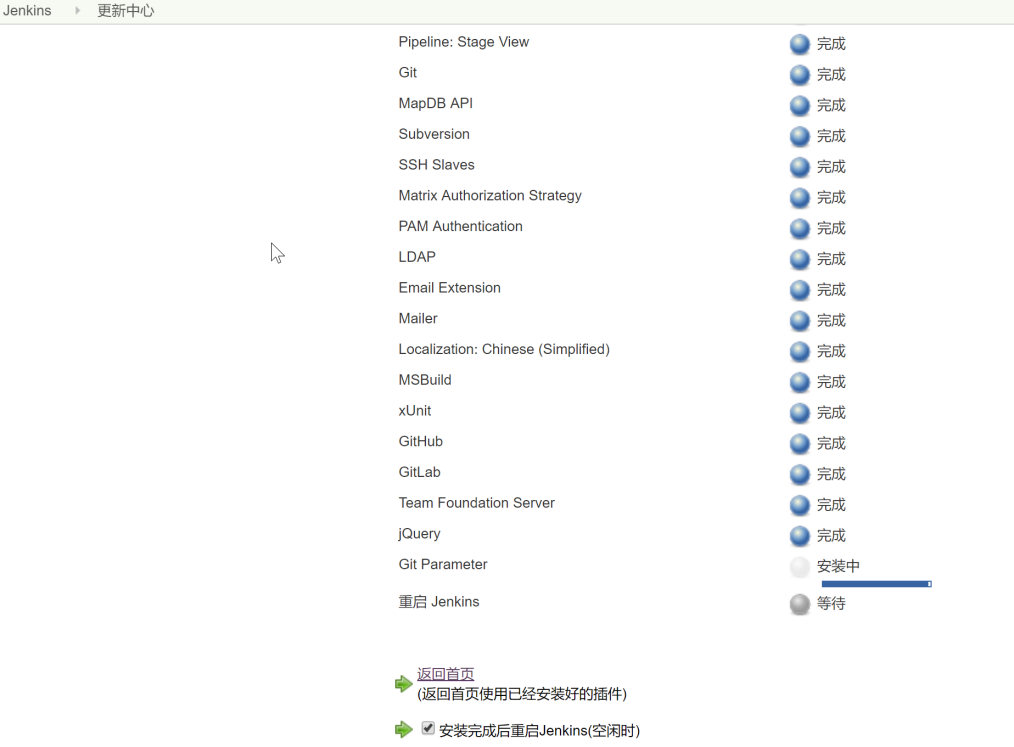 Jenkins 更新中心
Pipeline: Stage View 完成
Git 完成
MapDB API 完成
Subversion 完成
SSH Slaves 完成
Matrix Authorization Strategy 完成
PAM Authentication 完成
LDAP 完成
Email Extension 完成
Mailer 完成
Localization: Chinese (Simplified) 完成
MSBuild 完成
xUnit 完成
GitHub 完成
GitLab 完成
Team Foundation Server 完成
jQuery 完成
Git Parameter 安装中
重启 Jenkins 等待
返回首页
(返回首页使用已经安装好的插件)
安装完成后重启Jenkins(空闲时)